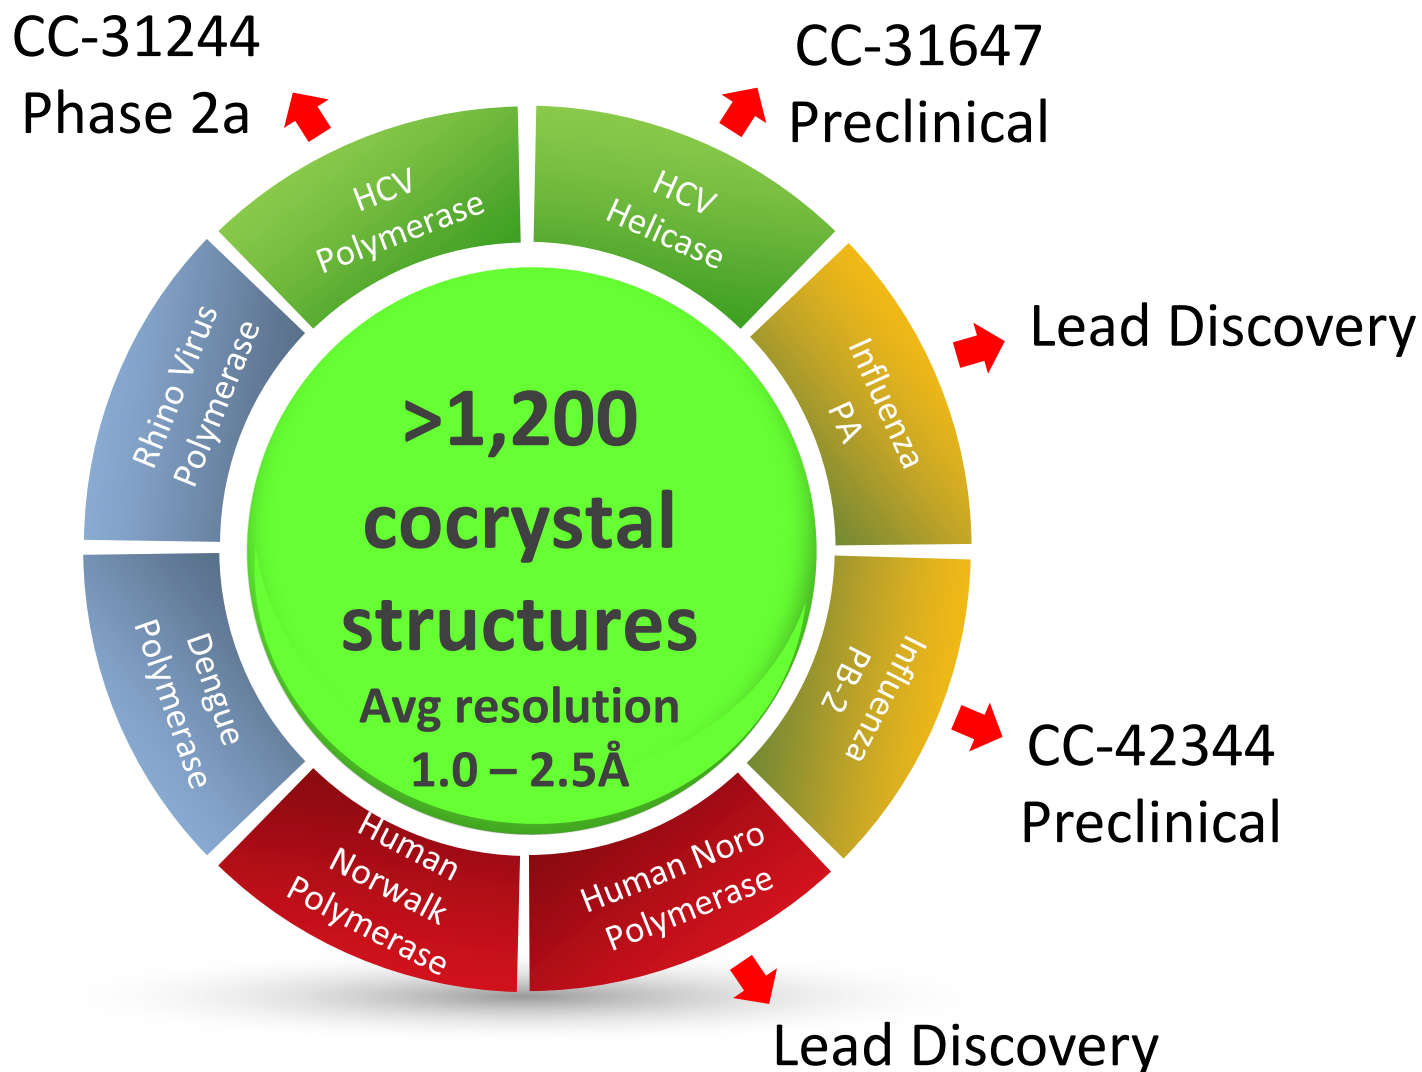 CC-31244
Phase 2a
CC-31647
Preclinical
HCV
Polymerase
HCV
Helicase
Influenza
PA
Lead Discovery
Influenza
PB-2
CC-42344
Preclinical
Human Noro
Polymerase
Lead Discovery
Human
Norwalk
Polymerase
Dengue
Polymerase
Rhino Virus
Polymerase
>1,200
cocrystal
structures
Avg resolution
1.0 – 2.5Å